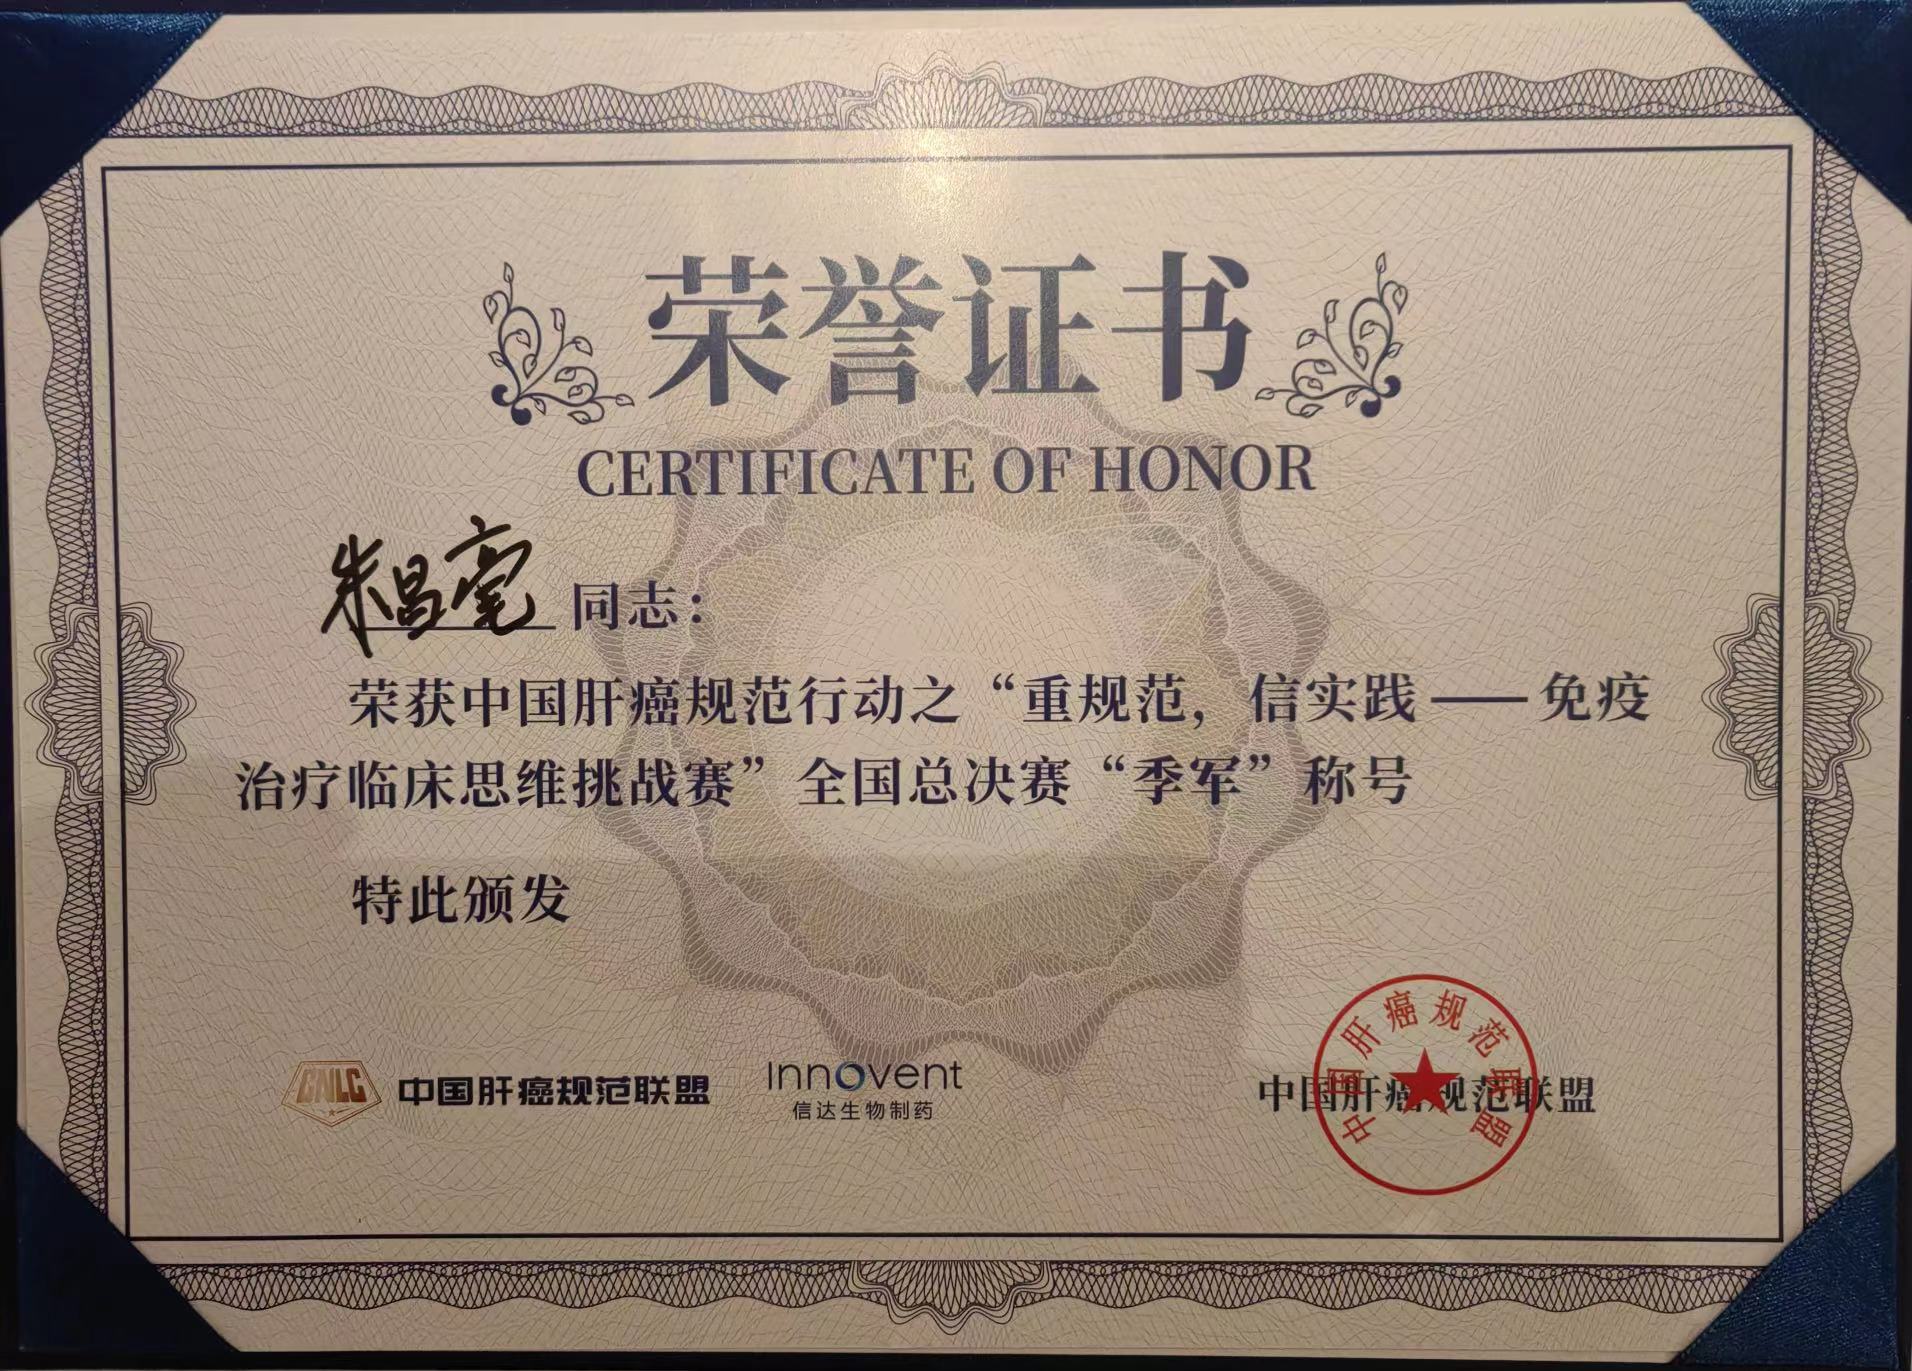 荣誉证书
CERTIFICATE OF HONOR
朱昌毫 同志：
荣获中国肝癌规范行动之“重规范，信实践——免疫
治疗临床思维挑战赛”全国总决赛“季军”称号
特此颁发
CNLC 中国肝癌规范联盟
Innovent
信达生物制药
中国肝癌规范联盟
中国肝癌规范联盟